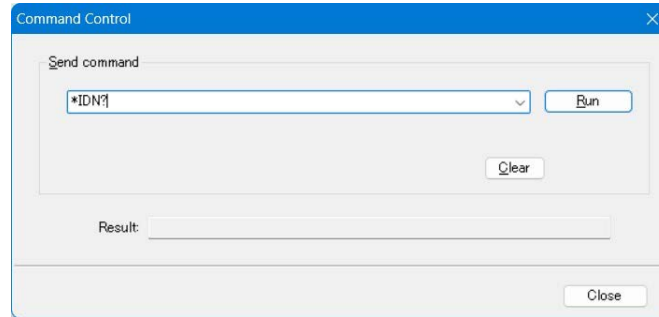 Command Control
Send command
*IDN?
Run
Clear
Result:
Close